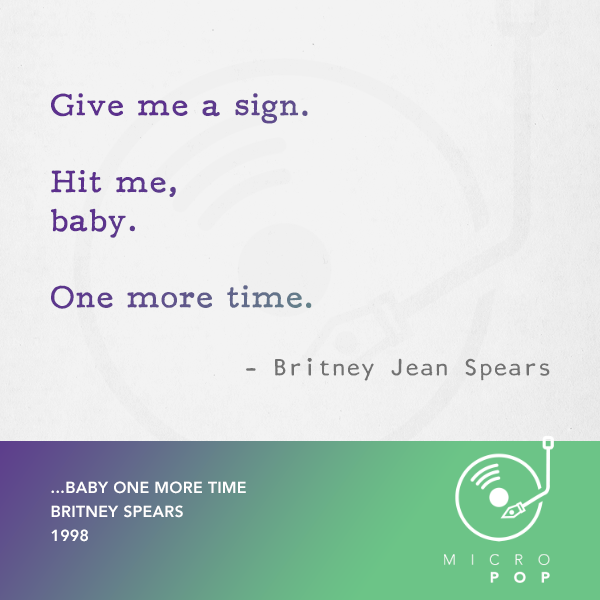 Give me a sign.
Hit me,
baby.
One more time.
– Britney Jean Spears
...BABY ONE MORE TIME
BRITNEY SPEARS
1998
MICRO
POP